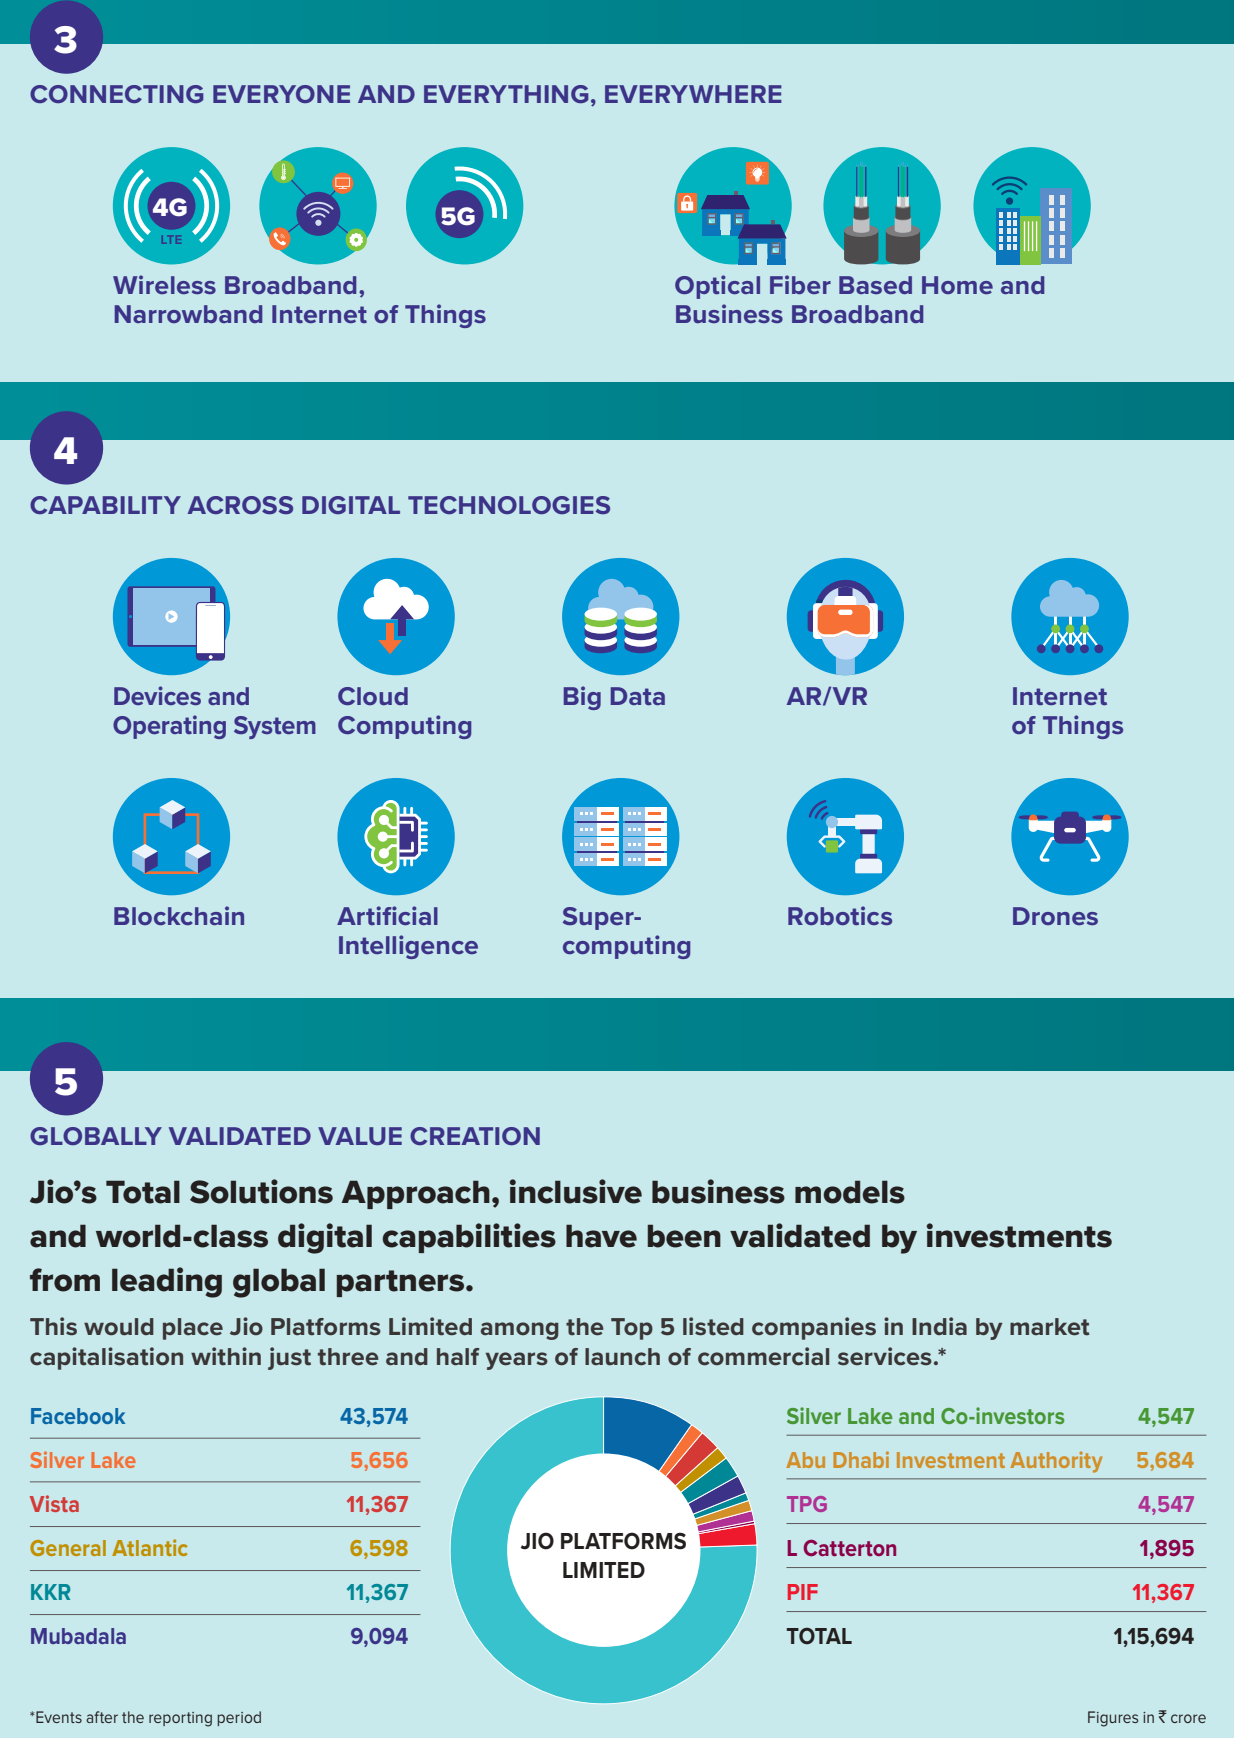 3
CONNECTING EVERYONE AND EVERYTHING, EVERYWHERE
4G
LTE
5G
Wireless Broadband,
Narrowband Internet of Things
Optical Fiber Based Home and
Business Broadband
4
CAPABILITY ACROSS DIGITAL TECHNOLOGIES
Devices and
Operating System
Cloud
Computing
Big Data
AR/VR
Internet
of Things
Blockchain
Artificial
Intelligence
Super-
computing
Robotics
Drones
5
GLOBALLY VALIDATED VALUE CREATION
Jio’s Total Solutions Approach, inclusive business models
and world-class digital capabilities have been validated by investments
from leading global partners.
This would place Jio Platforms Limited among the Top 5 listed companies in India by market
capitalisation within just three and half years of launch of commercial services.*
Facebook 43,574
Silver Lake 5,656
Vista 11,367
General Atlantic 6,598
KKR 11,367
Mubadala 9,094
JIO PLATFORMS
LIMITED
Silver Lake and Co-investors 4,547
Abu Dhabi Investment Authority 5,684
TPG 4,547
L Catterton 1,895
PIF 11,367
TOTAL 1,15,694
*Events after the reporting period
Figures in ₹ crore